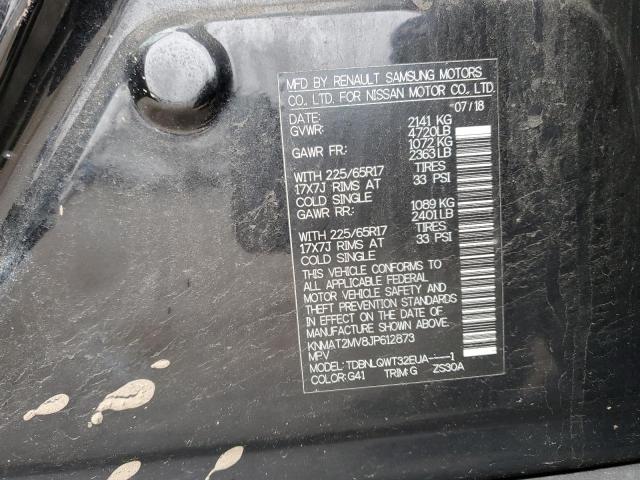 MFD BY RENAULT SAMSUNG MOTORS
CO., LTD. FOR NISSAN MOTOR CO., LTD.
DATE: 07/18
GVWR: 2141 KG
4720LB
GAWR FR: 1072 KG
2363LB
WITH 225/65R17 TIRES
17X7J RIMS AT 33 PSI
COLD SINGLE
GAWR RR: 1089 KG
2401LB
WITH 225/65R17 TIRES
17X7J RIMS AT 33 PSI
COLD SINGLE
THIS VEHICLE CONFORMS TO
ALL APPLICABLE FEDERAL
MOTOR VEHICLE SAFETY AND
THEFT PREVENTION STANDARDS
IN EFFECT ON THE DATE OF
MANUFACTURE SHOWN ABOVE.
KNMAT2MV8JP612873
MPV
MODEL: TDBNLQWT32EUA-----1
COLOR: G41 TRIM: G ZS30A